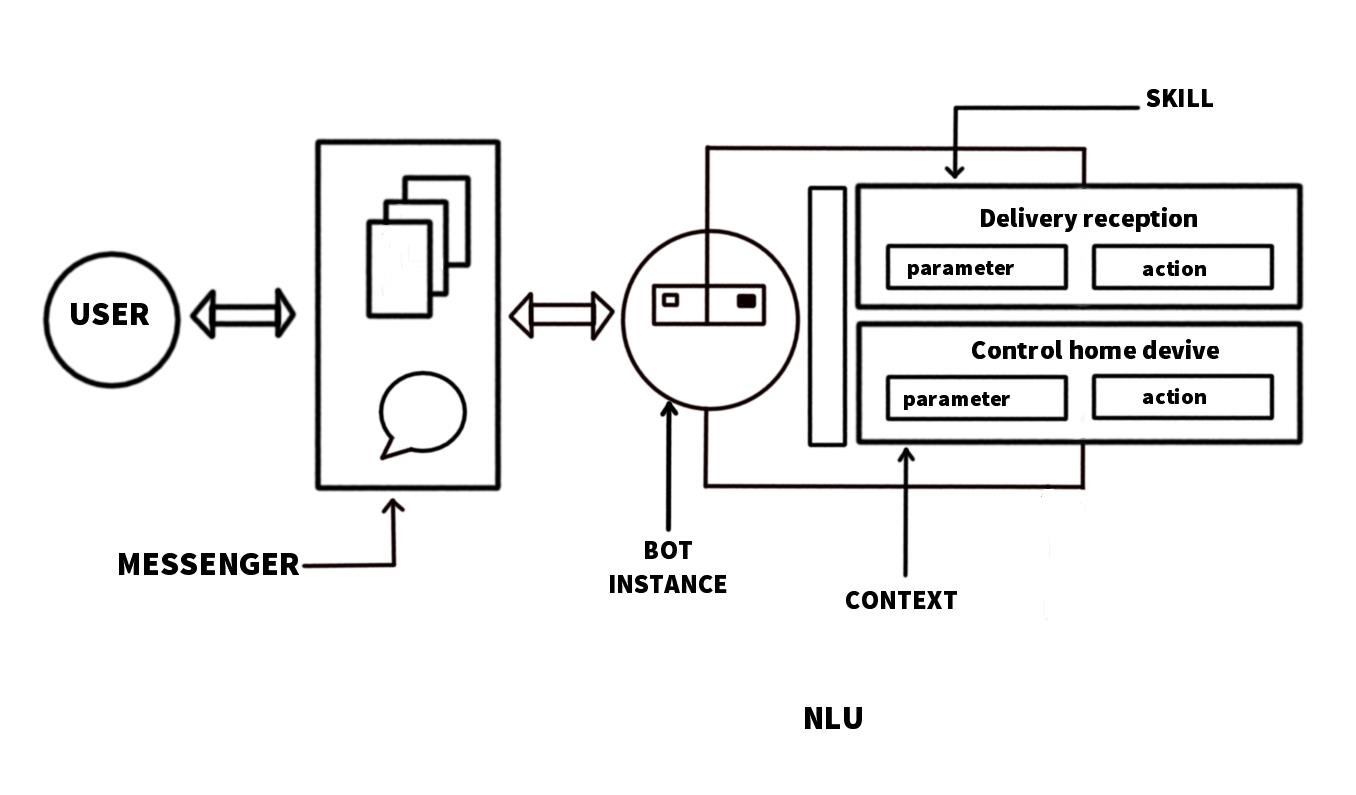 SKILL
Delivery reception
parameter
action
USER
Control home devive
parameter
action
MESSENGER
BOT
INSTANCE
CONTEXT
NLU